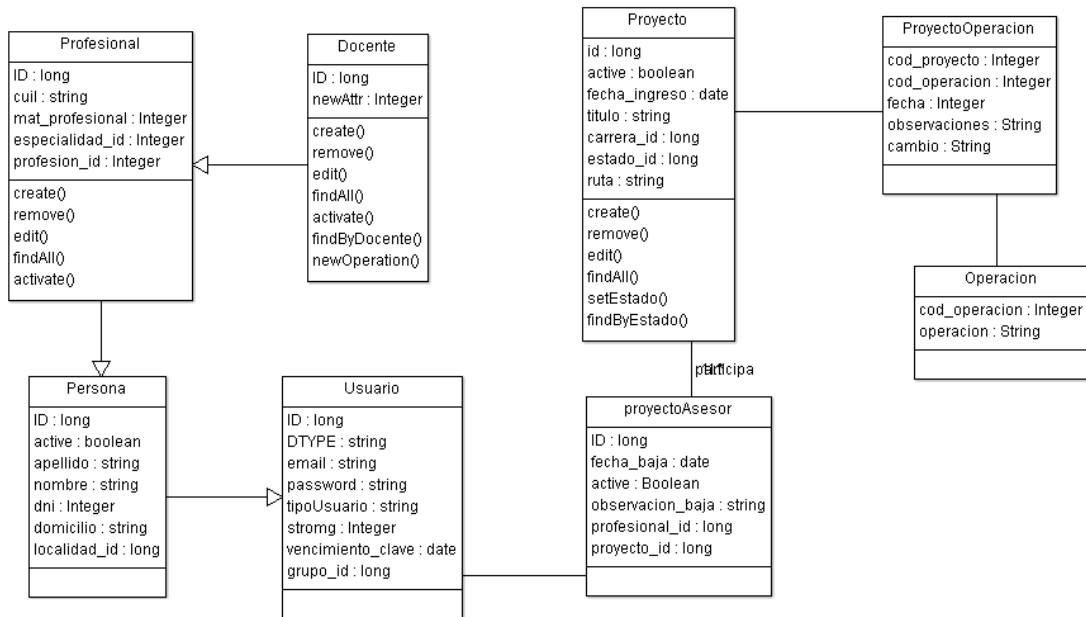 Profesional
ID : long
cuil : string
mat_profesional : Integer
especialidad_id : Integer
profesion_id : Integer
create()
remove()
edit()
findAll()
activate()
Docente
ID : long
newAttr : Integer
create()
remove()
edit()
findAll()
activate()
findByDocente()
newOperation()
Proyecto
id : long
active : boolean
fecha_ingreso : date
titulo : string
carrera_id : long
estado_id : long
ruta : string
create()
remove()
edit()
findAll()
setEstado()
findByEstado()
ProyectoOperacion
cod_proyecto : Integer
cod_operacion : Integer
fecha : Integer
observaciones : String
cambio : String
Operacion
cod_operacion : Integer
operacion : String
Persona
ID : long
active : boolean
apellido : string
nombre : string
dni : Integer
domicilio : string
localidad_id : long
Usuario
ID : long
DTYPE : string
email : string
password : string
tipoUsuario : string
stromg : Integer
vencimiento_clave : date
grupo_id : long
participa
proyectoAsesor
ID : long
fecha_baja : date
active : Boolean
observacion_baja : string
profesional_id : long
proyecto_id : long